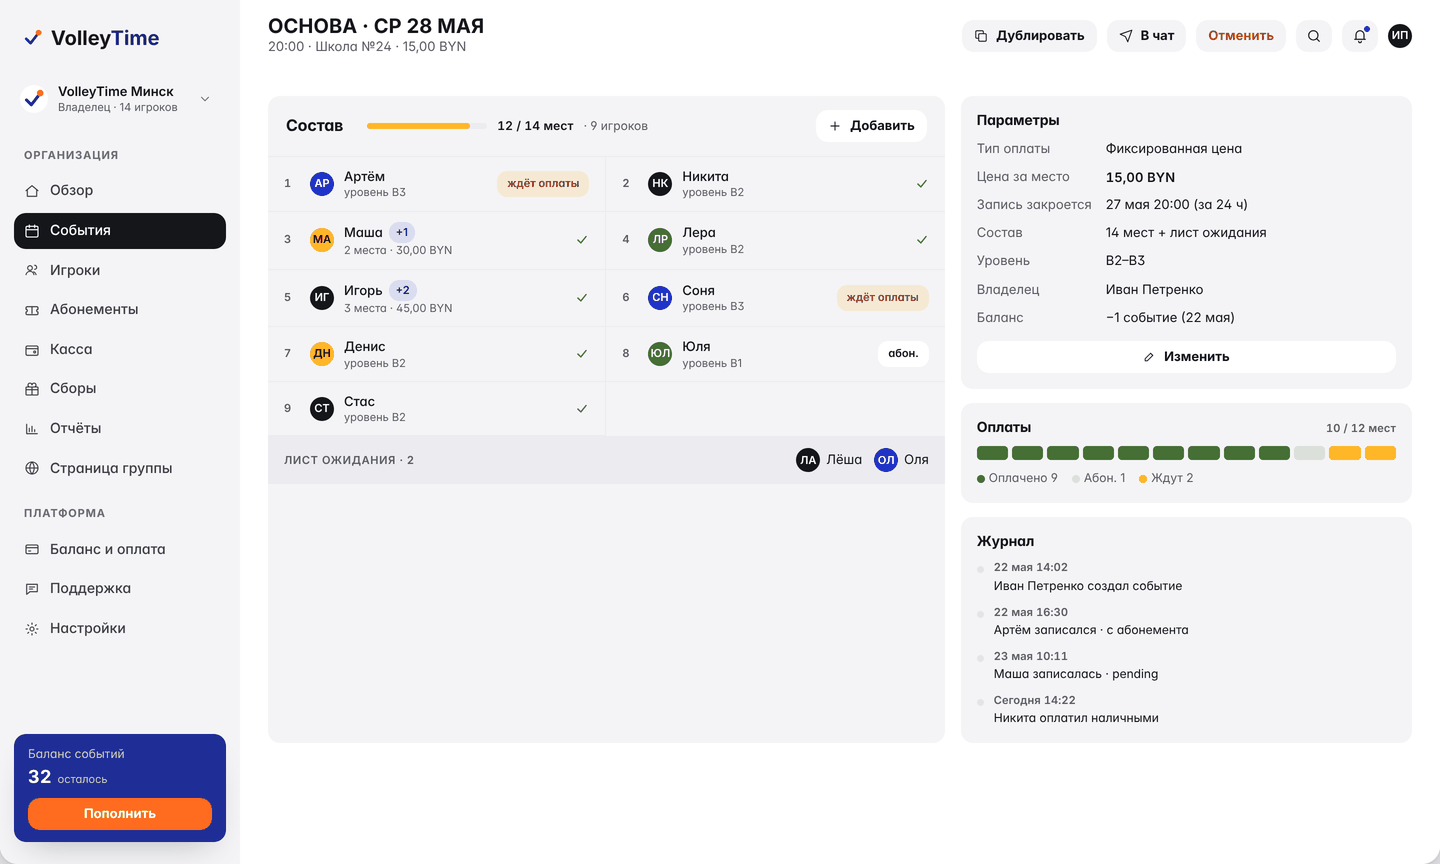 VolleyTime
VolleyTime Минск
Владелец · 14 игроков
ОРГАНИЗАЦИЯ
Обзор
События
Игроки
Абонементы
Касса
Сборы
Отчёты
Страница группы
ПЛАТФОРМА
Баланс и оплата
Поддержка
Настройки
Баланс событий
32 осталось
Пополнить
ОСНОВА · СР 28 МАЯ
20:00 · Школа №24 · 15,00 BYN
Дублировать
В чат
Отменить
ИП
Состав 12 / 14 мест · 9 игроков
Добавить
1 АР Артём
уровень B3
ждёт оплаты
2 НК Никита
уровень B2
3 МА Маша +1
2 места · 30,00 BYN
4 ЛР Лера
уровень B2
5 ИГ Игорь +2
3 места · 45,00 BYN
6 СН Соня
уровень B3
ждёт оплаты
7 ДН Денис
уровень B2
8 ЮЛ Юля
уровень B1
абон.
9 СТ Стас
уровень B2
ЛИСТ ОЖИДАНИЯ · 2
ЛА Лёша ОЛ Оля
Параметры
Тип оплаты Фиксированная цена
Цена за место 15,00 BYN
Запись закроется 27 мая 20:00 (за 24 ч)
Состав 14 мест + лист ожидания
Уровень B2–B3
Владелец Иван Петренко
Баланс −1 событие (22 мая)
Изменить
Оплаты 10 / 12 мест
Оплачено 9 Абон. 1 Ждут 2
Журнал
22 мая 14:02
Иван Петренко создал событие
22 мая 16:30
Артём записался · с абонемента
23 мая 10:11
Маша записалась · pending
Сегодня 14:22
Никита оплатил наличными